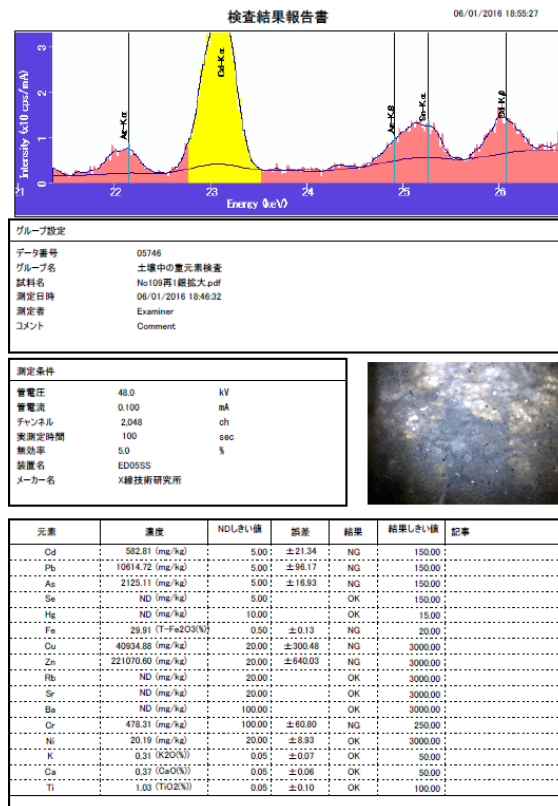 検査結果報告書
06/01/2016 18:55:27
Intensity (x10 cps/mA)
3
2
1
0
Cd-Kα
Sn-Kα
21 22 23 24 25 26
Energy (keV)
グループ設定
データ番号 05746
グループ名 土壌中の重元素検査
試料名 No109再1銀拡大.pdf
測定日時 06/01/2016 18:46:32
測定者 Examiner
コメント Comment
測定条件
管電圧 48.0 kV
管電流 0.100 mA
チャンネル 2,048 ch
実測定時間 100 sec
無効率 5.0 %
装置名 ED05SS
メーカー名 X線技術研究所
元素 濃度 NDしきい値 誤差 結果 結果しきい値 記事
Cd 582.81 (mg/kg) 5.00 ±21.34 NG 150.00
Pb 10614.72 (mg/kg) 5.00 ±96.17 NG 150.00
As 2125.11 (mg/kg) 5.00 ±16.93 NG 150.00
Se ND (mg/kg) 5.00 OK 150.00
Hg ND (mg/kg) 10.00 OK 15.00
Fe 29.91 (T-Fe2O3(%) 0.50 ±0.13 NG 20.00
Cu 40934.88 (mg/kg) 20.00 ±300.48 NG 3000.00
Zn 221070.60 (mg/kg) 20.00 ±640.03 NG 3000.00
Rb ND (mg/kg) 20.00 OK 3000.00
Sr ND (mg/kg) 20.00 OK 3000.00
Ba ND (mg/kg) 100.00 OK 3000.00
Cr 478.31 (mg/kg) 100.00 ±60.80 NG 250.00
Ni 20.19 (mg/kg) 20.00 ±8.93 OK 3000.00
K 0.31 (K2O(%)) 0.05 ±0.07 OK 50.00
Ca 0.37 (CaO(%)) 0.05 ±0.06 OK 50.00
Ti 1.03 (TiO2(%)) 0.05 ±0.10 OK 100.00